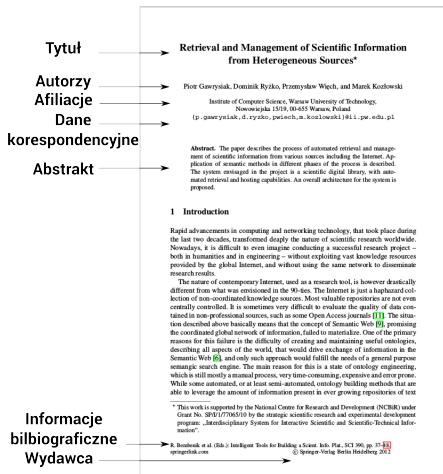 Tytuł
Retrieval and Management of Scientific Information
from Heterogeneous Sources*
Autorzy
Piotr Gawrysiak, Dominik Ryżko, Przemysław Więch, and Marek Kozłowski
Afiliacje
Institute of Computer Science, Warsaw University of Technology,
Nowowiejska 15/19, 00-655 Warsaw, Poland
Dane
korespondencyjne
{p.gawrysiak,d.ryzko,pwiech,m.kozlowski}@ii.pw.edu.pl
Abstrakt
Abstract. The paper describes the process of automated retrieval and manage-
ment of scientific information from various sources including the Internet. Ap-
plication of semantic methods in different phases of the process is described.
The system envisaged in the project is a scientific digital library, with auto-
mated retrieval and hosting capabilities. An overall architecture for the system is
proposed.
1 Introduction
Rapid advancements in computing and networking technology, that took place during
the last two decades, transformed deeply the nature of scientific research worldwide.
Nowadays, it is difficult to even imagine conducting a successful research project –
both in humanities and in engineering – without exploiting vast knowledge resources
provided by the global Internet, and without using the same network to disseminate
research results.
The nature of contemporary Internet, used as a research tool, is however drastically
different from what was envisioned in the 90-ties. The Internet is just a haphazard col-
lection of non-coordinated knowledge sources. Most valuable repositories are not even
centrally controlled. It is sometimes very difficult to evaluate the quality of data con-
tained in non-professional sources, such as some Open Access journals [11]. The situa-
tion described above basically means that the concept of Semantic Web [9], promising
the coordinated global network of information, failed to materialize. One of the primary
reasons for this failure is the difficulty of creating and maintaining useful ontologies,
describing all aspects of the world, that would drive exchange of information in the
Semantic Web [6], and only such approach would fulfill the needs of a general purpose
semangic search engine. The main reason for this is a state of ontology engineering,
which is still mostly a manual process, very time-consuming, expensive and error prone.
While some automated, or at least semi-automated, ontology building methods that are
able to leverage the amount of information present in ever growing repositories of text
* This work is supported by the National Centre for Research and Development (NCBiR) under
Grant No. SP/I/1/77065/10 by the strategic scientific research and experimental development
program: „Interdisciplinary System for Interactive Scientific and Scientific-Technical Infor-
mation".
Informacje
bilbiograficzne
R. Bembenik et al. (Eds.): Intelligent Tools for Building a Scient. Info. Plat., SCI 390, pp. 37–
springerlink.com © Springer-Verlag Berlin Heidelberg 2012
Wydawca